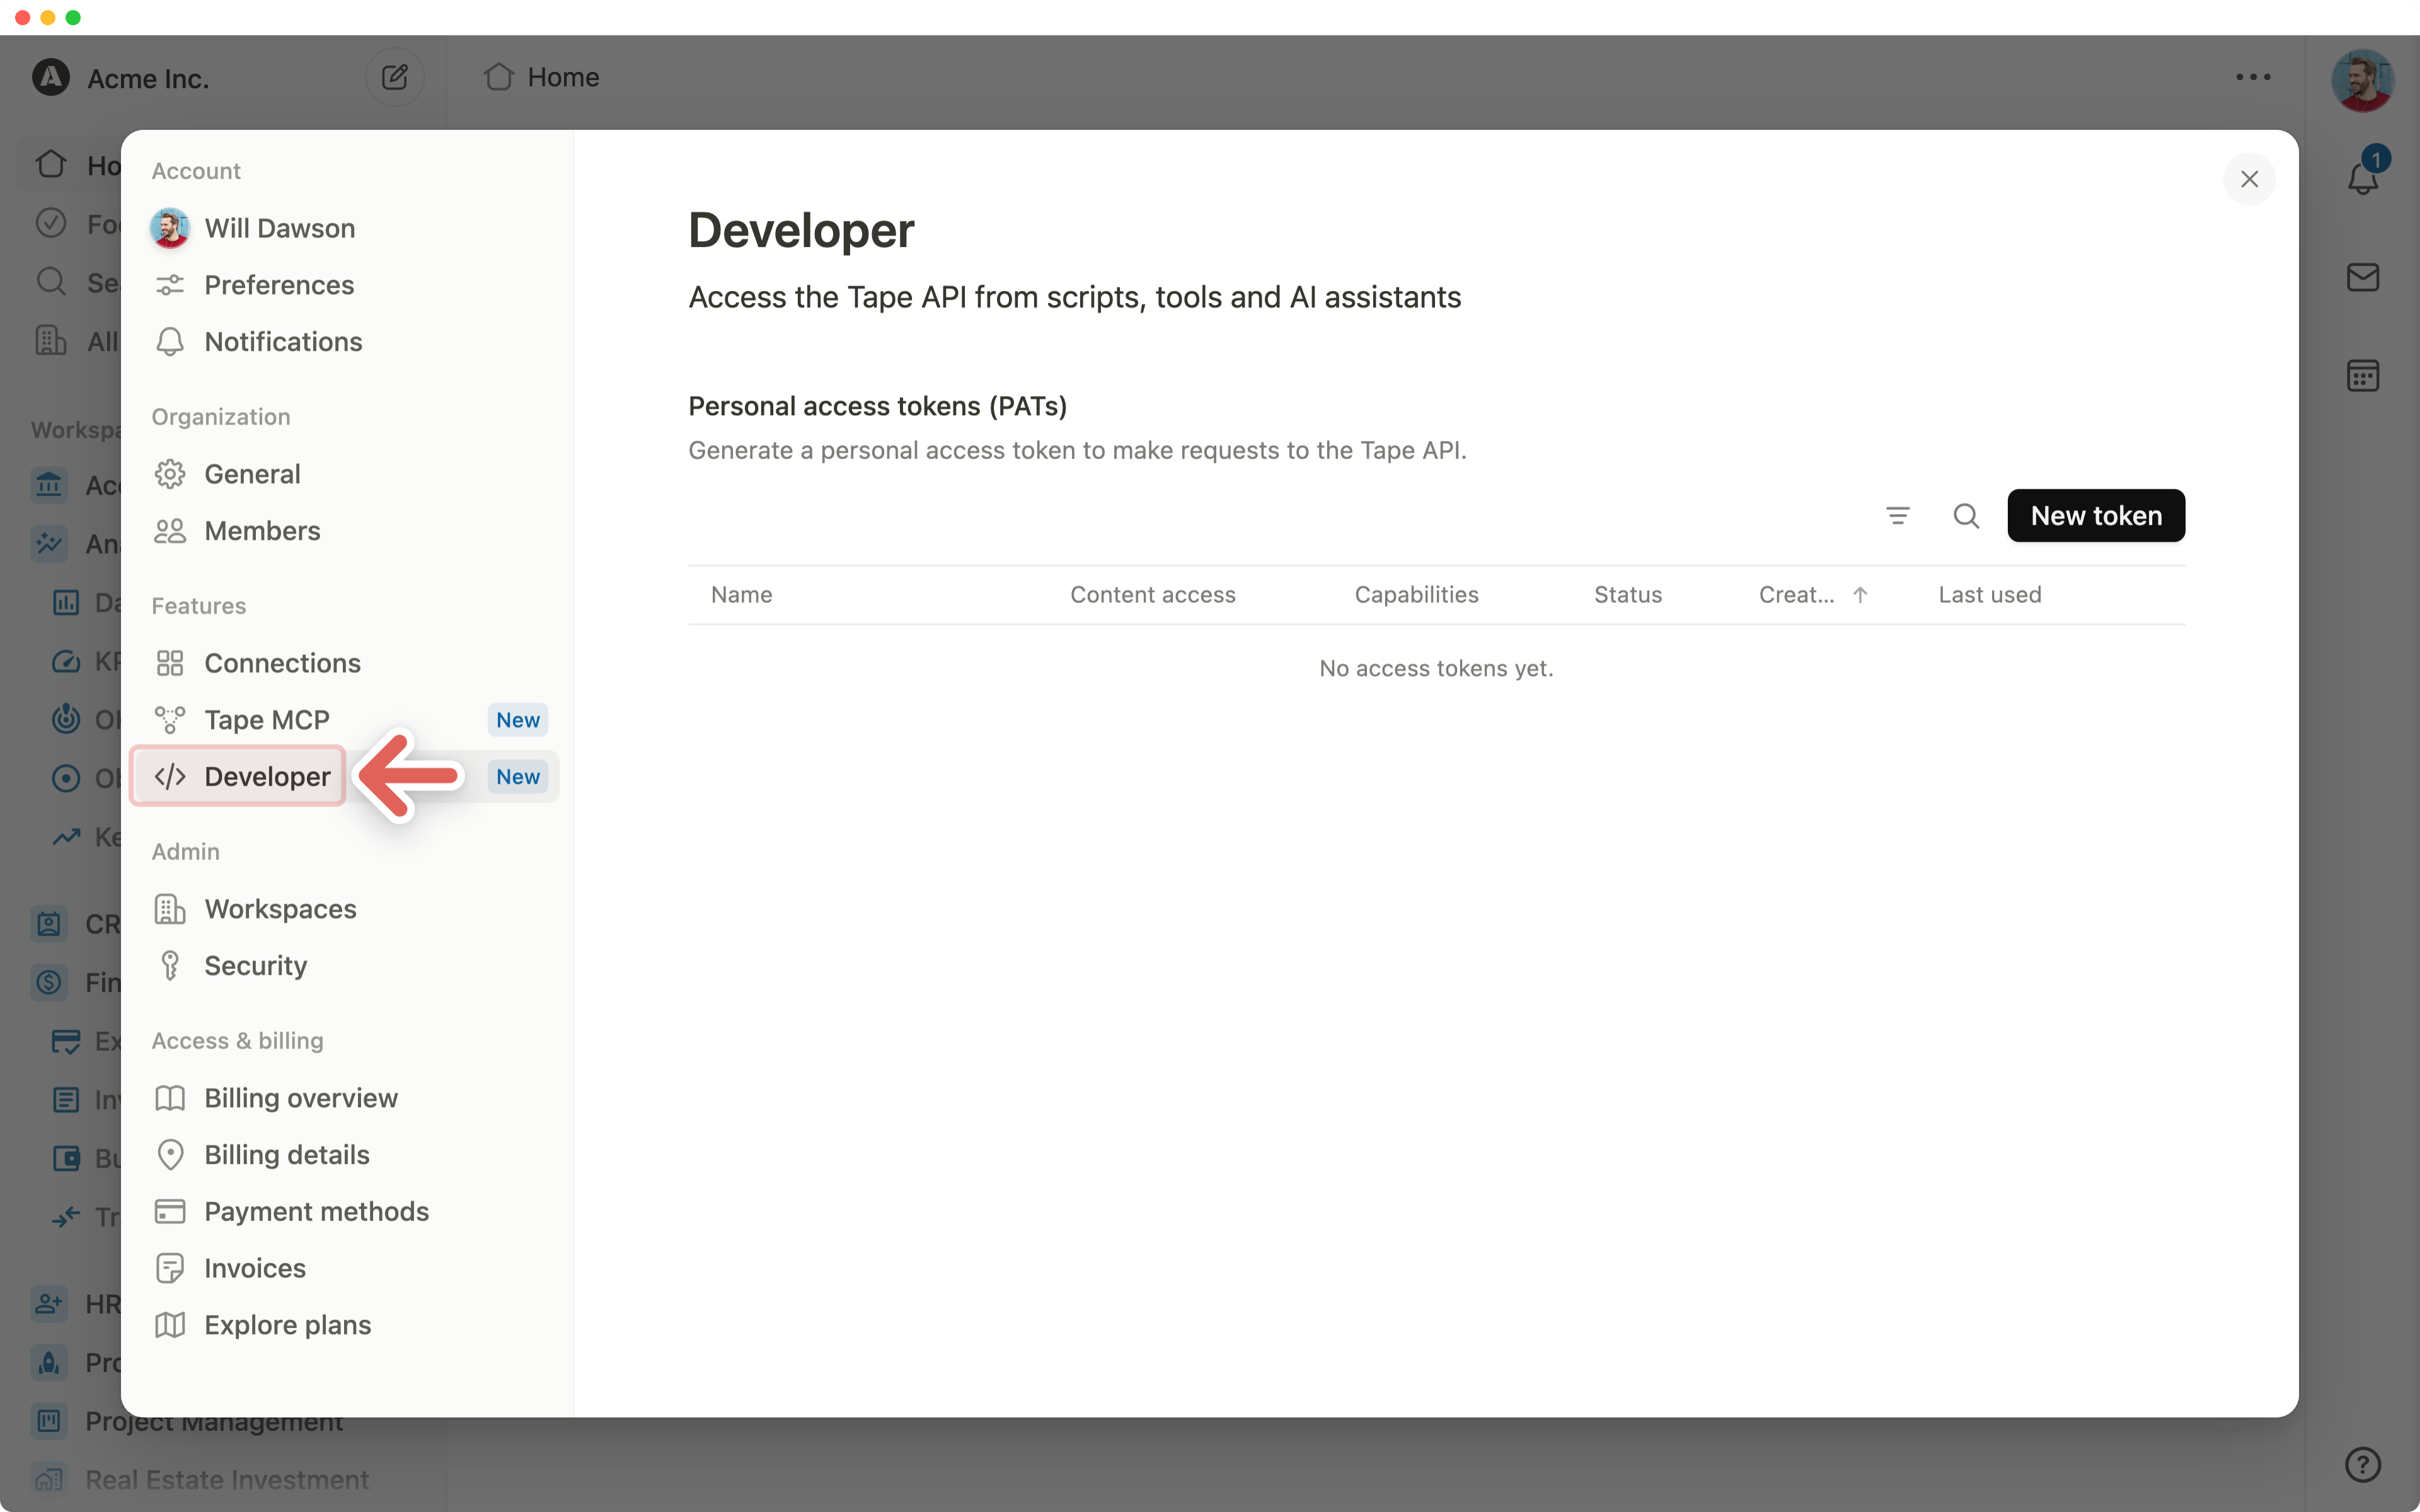 Acme Inc.
Home
1
Account
Will Dawson
Preferences
Notifications
Organization
General
Members
Features
Connections
Tape MCP New
Developer New
Admin
Workspaces
Security
Access & billing
Billing overview
Billing details
Payment methods
Invoices
Explore plans
Developer
Access the Tape API from scripts, tools and AI assistants
Personal access tokens (PATs)
Generate a personal access token to make requests to the Tape API.
New token
Name Content access Capabilities Status Creat... Last used
No access tokens yet.
Project Management
Real Estate Investment